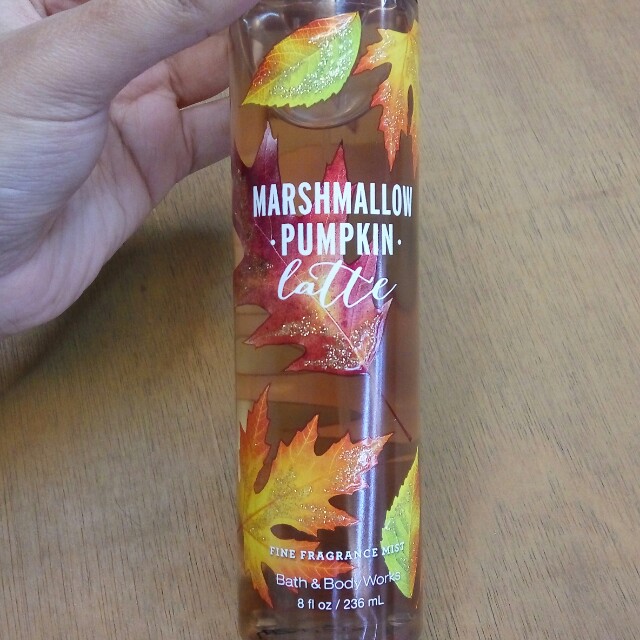 MARSHMALLOW
·PUMPKIN·
latte
FINE FRAGRANCE MIST
Bath & Body Works
8 fl oz / 236 mL